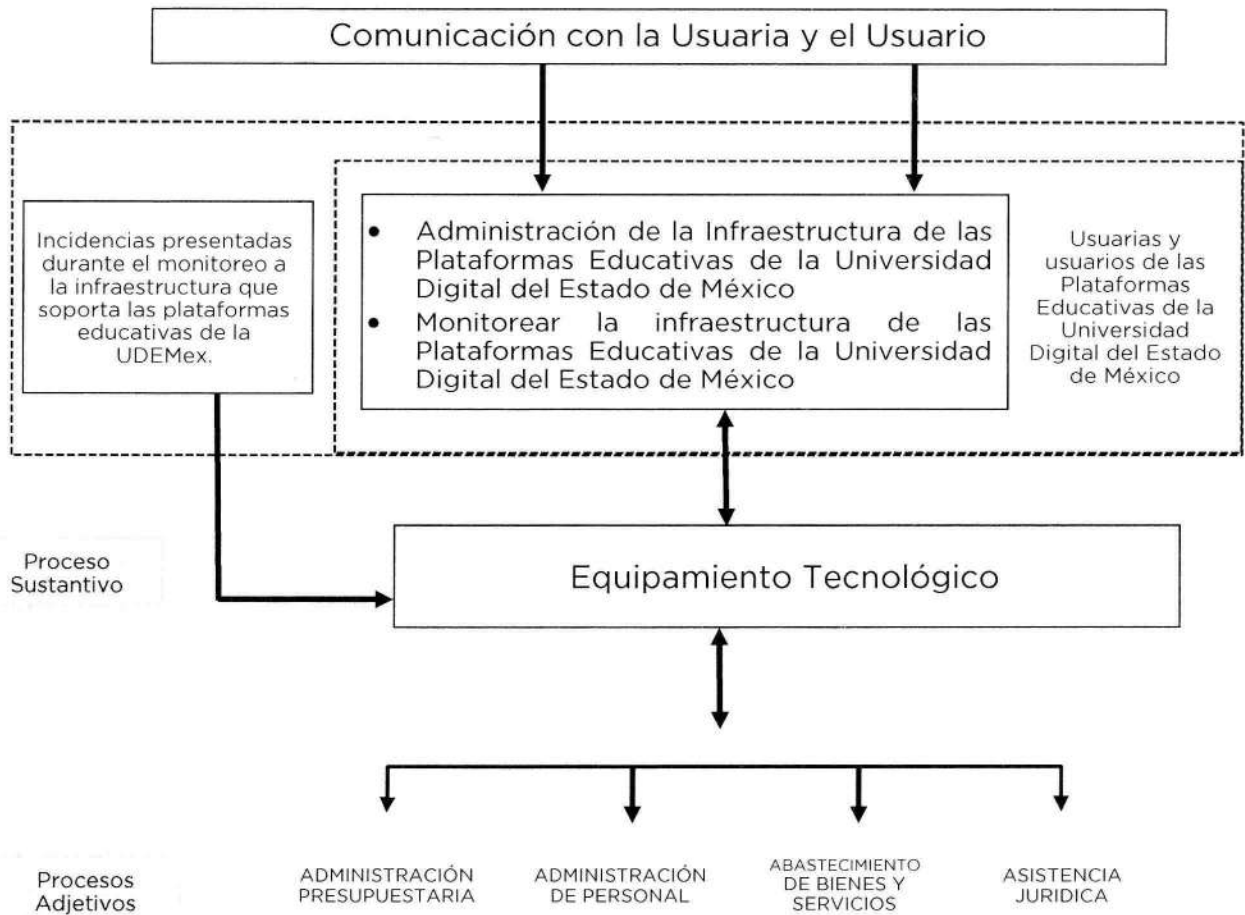 Comunicación con la Usuaria y el Usuario
Incidencias presentadas
durante el monitoreo a
la infraestructura que
soporta las plataformas
educativas de la
UDEMex.
• Administración de la Infraestructura de las
Plataformas Educativas de la Universidad
Digital del Estado de México
• Monitorear la infraestructura de las
Plataformas Educativas de la Universidad
Digital del Estado de México
Usuarias y
usuarios de las
Plataformas
Educativas de la
Universidad
Digital del Estado
de México
Proceso
Sustantivo
Equipamiento Tecnológico
Procesos
Adjetivos
ADMINISTRACIÓN
PRESUPUESTARIA
ADMINISTRACIÓN
DE PERSONAL
ABASTECIMIENTO
DE BIENES Y
SERVICIOS
ASISTENCIA
JURIDICA